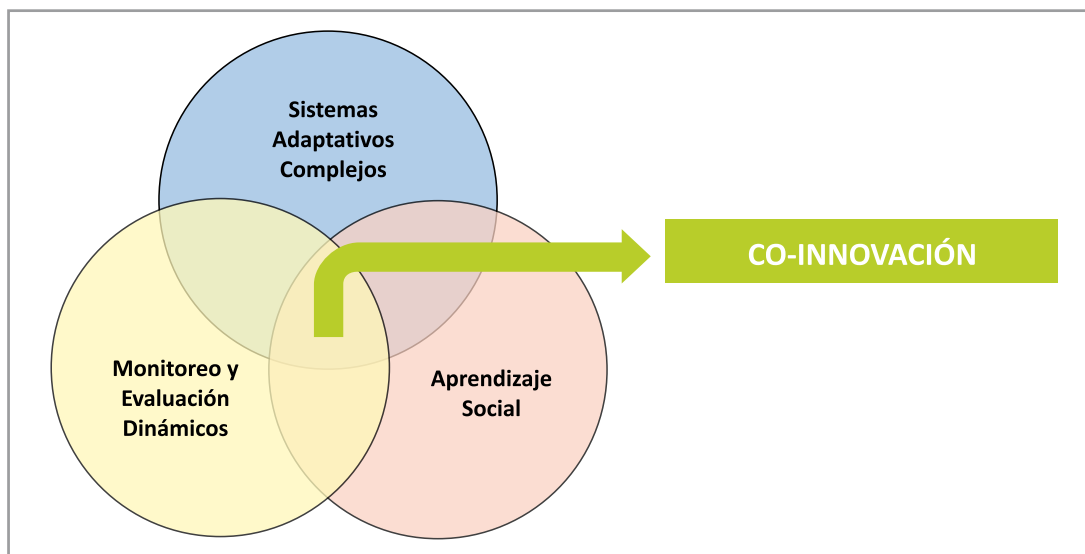 Sistemas
Adaptativos
Complejos
CO-INNOVACIÓN
Monitoreo y
Evaluación
Dinámicos
Aprendizaje
Social